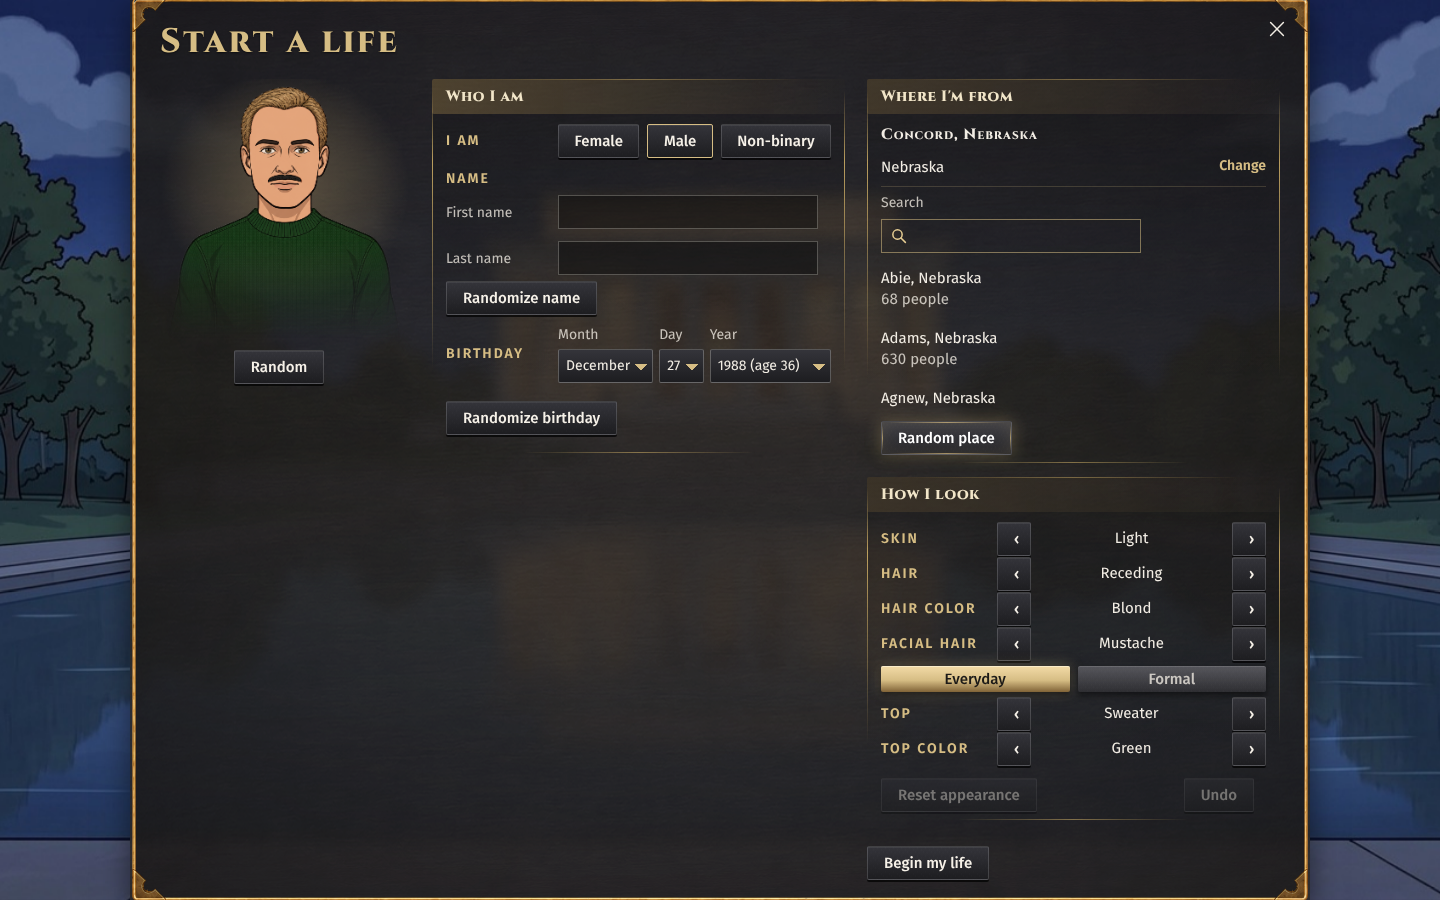 Start a life
Random
Who I am
I AM
Female
Male
Non-binary
NAME
First name
Last name
Randomize name
Month
Day
Year
BIRTHDAY
December
27
1988 (age 36)
Randomize birthday
Where I'm from
Concord, Nebraska
Nebraska
Change
Search
Abie, Nebraska
68 people
Adams, Nebraska
630 people
Agnew, Nebraska
Random place
How I look
SKIN
Light
HAIR
Receding
HAIR COLOR
Blond
FACIAL HAIR
Mustache
Everyday
Formal
TOP
Sweater
TOP COLOR
Green
Reset appearance
Undo
Begin my life